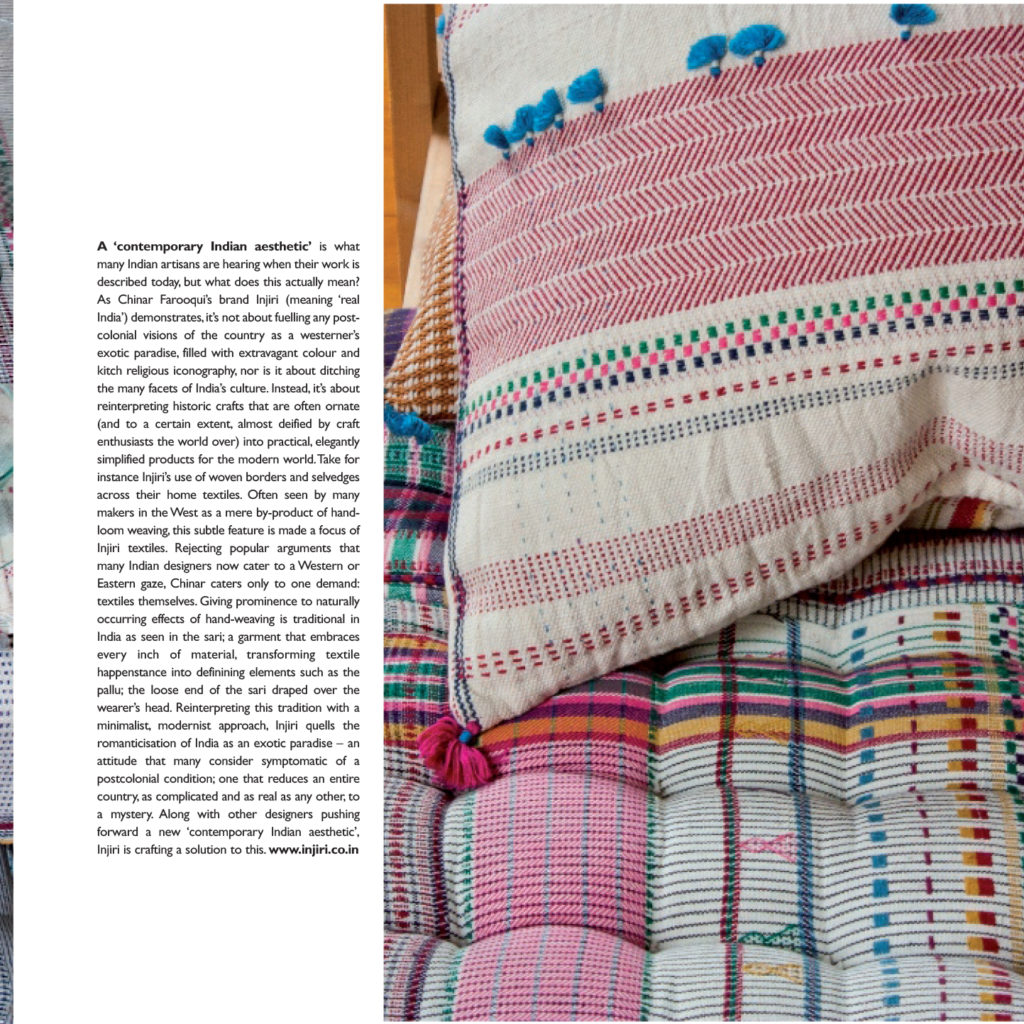 A ‘contemporary Indian aesthetic’ is what
many Indian artisans are hearing when their work is
described today, but what does this actually mean?
As Chinar Farooqui’s brand Injiri (meaning ‘real
India’) demonstrates, it’s not about fuelling any post-
colonial visions of the country as a westerner’s
exotic paradise, filled with extravagant colour and
kitch religious iconography, nor is it about ditching
the many facets of India’s culture. Instead, it’s about
reinterpreting historic crafts that are often ornate
(and to a certain extent, almost deified by craft
enthusiasts the world over) into practical, elegantly
simplified products for the modern world. Take for
instance Injiri’s use of woven borders and selvedges
across their home textiles. Often seen by many
makers in the West as a mere by-product of hand-
loom weaving, this subtle feature is made a focus of
Injiri textiles. Rejecting popular arguments that
many Indian designers now cater to a Western or
Eastern gaze, Chinar caters only to one demand:
textiles themselves. Giving prominence to naturally
occurring effects of hand-weaving is traditional in
India as seen in the sari; a garment that embraces
every inch of material, transforming textile
happenstance into definining elements such as the
pallu; the loose end of the sari draped over the
wearer’s head. Reinterpreting this tradition with a
minimalist, modernist approach, Injiri quells the
romanticisation of India as an exotic paradise – an
attitude that many consider symptomatic of a
postcolonial condition; one that reduces an entire
country, as complicated and as real as any other, to
a mystery. Along with other designers pushing
forward a new ‘contemporary Indian aesthetic’,
Injiri is crafting a solution to this. www.injiri.co.in